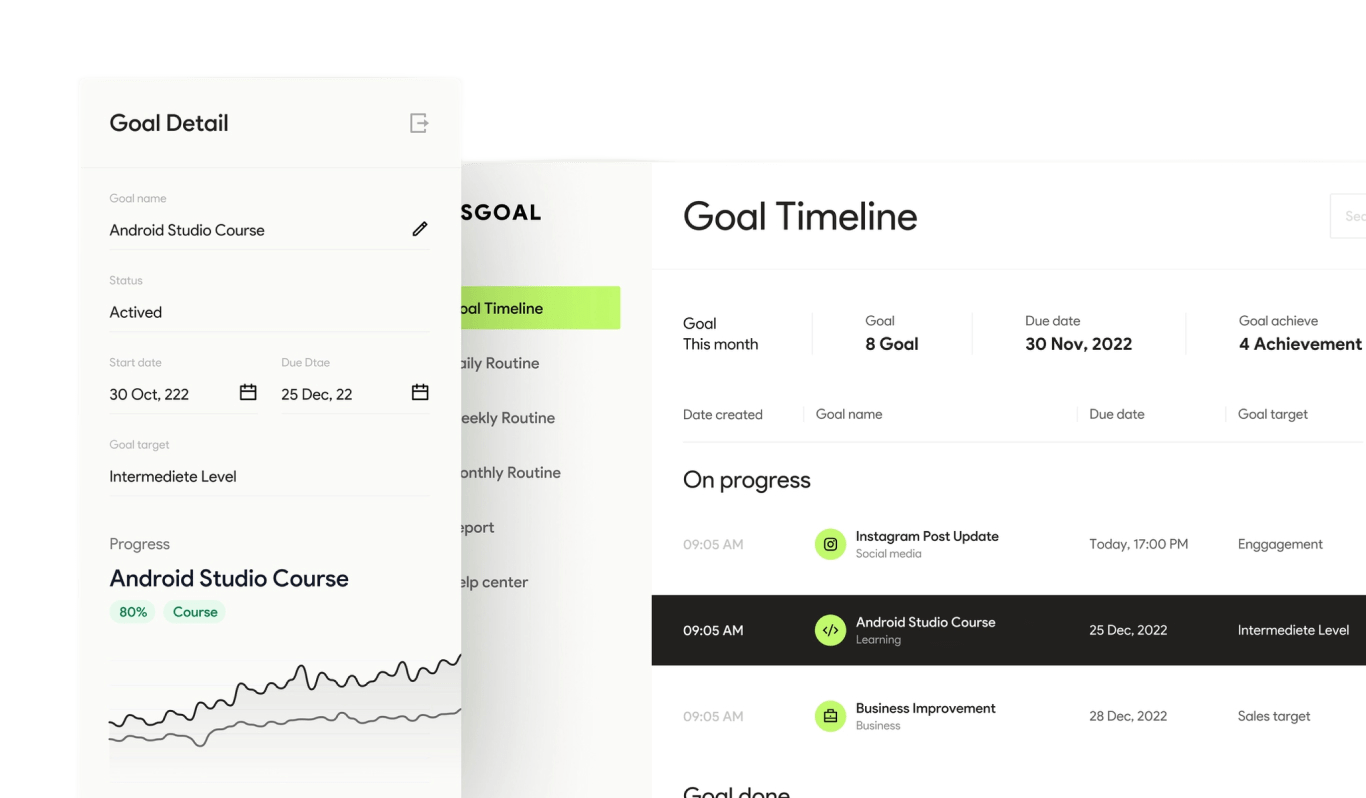 Goal Detail
Goal name
Android Studio Course
Status
Actived
Start date
Due Dtae
30 Oct, 222
25 Dec, 22
Goal target
Intermediete Level
Progress
Android Studio Course
80%
Course
SGOAL
oal Timeline
aily Routine
eekly Routine
onthly Routine
eport
elp center
Goal Timeline
Sea
Goal
This month
Goal
8 Goal
Due date
30 Nov, 2022
Goal achieve
4 Achievement
Date created
Goal name
Due date
Goal target
On progress
09:05 AM
Instagram Post Update
Social media
Today, 17:00 PM
Enggagement
09:05 AM
Android Studio Course
Learning
25 Dec, 2022
Intermediete Level
09:05 AM
Business Improvement
Business
28 Dec, 2022
Sales target
Goal done